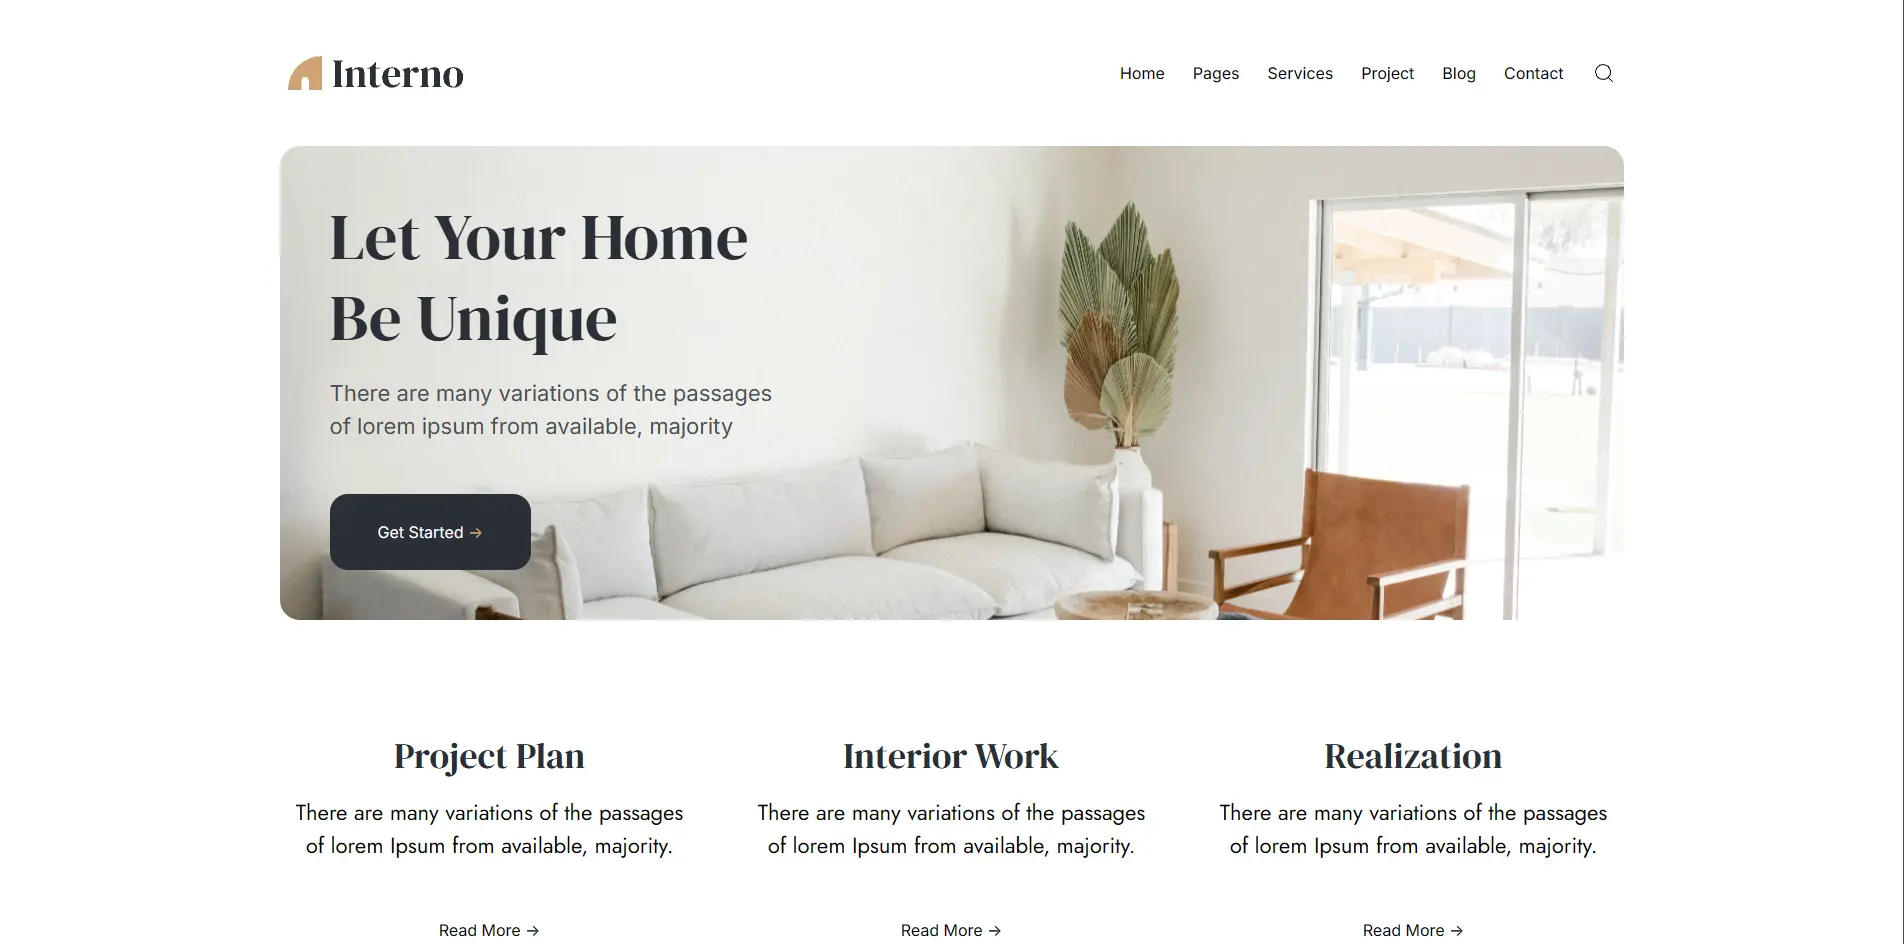 Interno
Home Pages Services Project Blog Contact
Let Your Home
Be Unique
There are many variations of the passages
of lorem ipsum from available, majority
Get Started →
Project Plan
There are many variations of the passages
of lorem Ipsum from available, majority.
Read More →
Interior Work
There are many variations of the passages
of lorem Ipsum from available, majority.
Read More →
Realization
There are many variations of the passages
of lorem Ipsum from available, majority.
Read More →